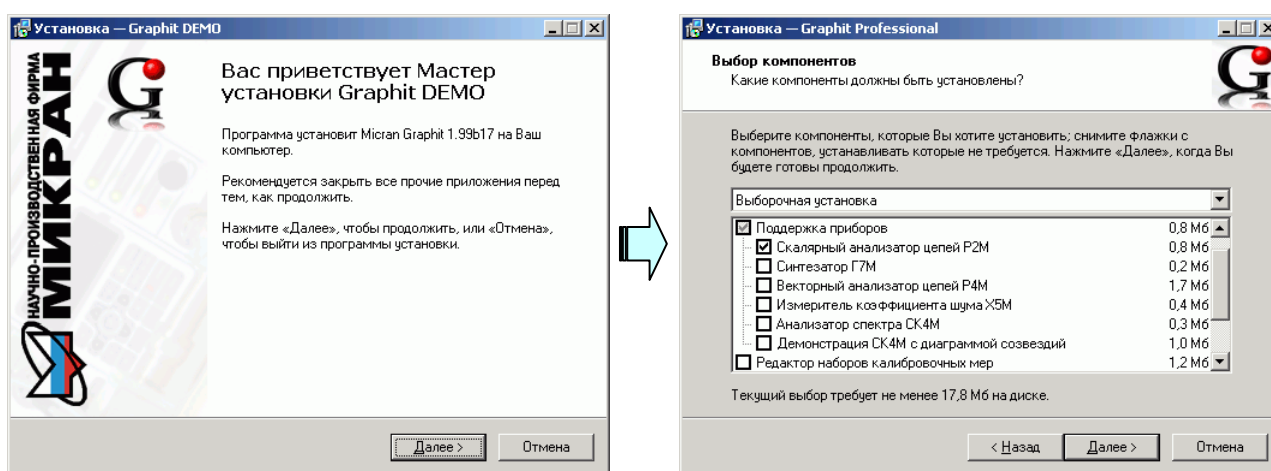 Установка — Graphit DEMO
НАУЧНО-ПРОИЗВОДСТВЕННАЯ ФИРМА
МИКРАН
Вас приветствует Мастер
установки Graphit DEMO
Программа установит Micran Graphit 1.99b17 на Ваш
компьютер.
Рекомендуется закрыть все прочие приложения перед
тем, как продолжить.
Нажмите «Далее», чтобы продолжить, или «Отмена»,
чтобы выйти из программы установки.
Далее >
Отмена
Установка — Graphit Professional
Выбор компонентов
Какие компоненты должны быть установлены?
Выберите компоненты, которые Вы хотите установить; снимите флажки с
компонентов, устанавливать которые не требуется. Нажмите «Далее», когда Вы
будете готовы продолжить.
Выборочная установка
Поддержка приборов 0,8 Мб
Скалярный анализатор цепей Р2М 0,8 Мб
Синтезатор Г7М 0,2 Мб
Векторный анализатор цепей Р4М 1,7 Мб
Измеритель коэффициента шума Х5М 0,4 Мб
Анализатор спектра СК4М 0,3 Мб
Демонстрация СК4М с диаграммой созвездий 1,0 Мб
Редактор наборов калибровочных мер 1,2 Мб
Текущий выбор требует не менее 17,8 Мб на диске.
< Назад
Далее >
Отмена